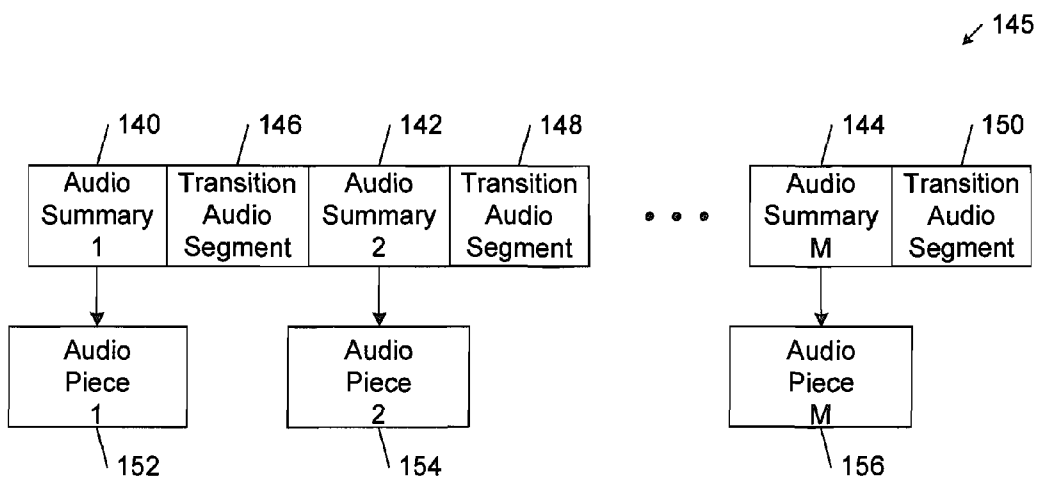 145
140 146 142 148 144 150
Audio Summary 1
Transition Audio Segment
Audio Summary 2
Transition Audio Segment
Audio Summary M
Transition Audio Segment
Audio Piece 1
Audio Piece 2
Audio Piece M
152 154 156